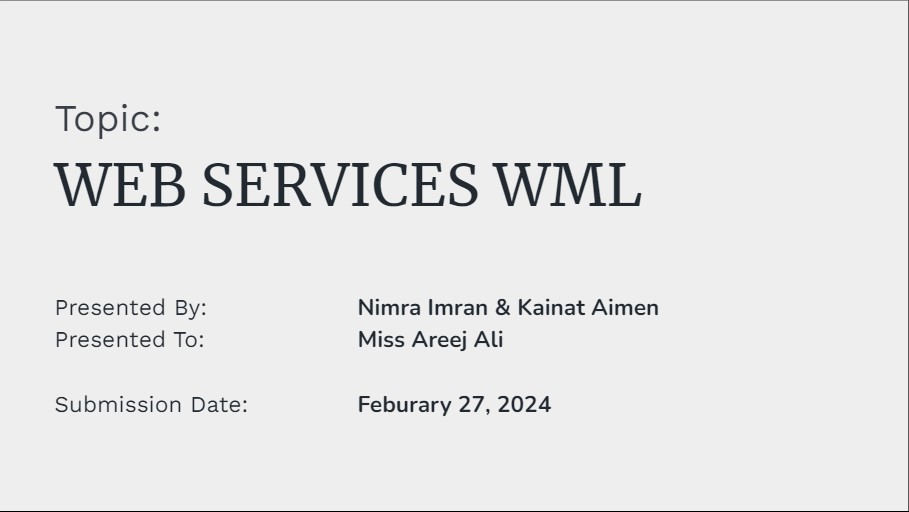 Topic:
WEB SERVICES WML
Presented By: Nimra Imran & Kainat Aimen
Presented To: Miss Areej Ali
Submission Date: Feburary 27, 2024